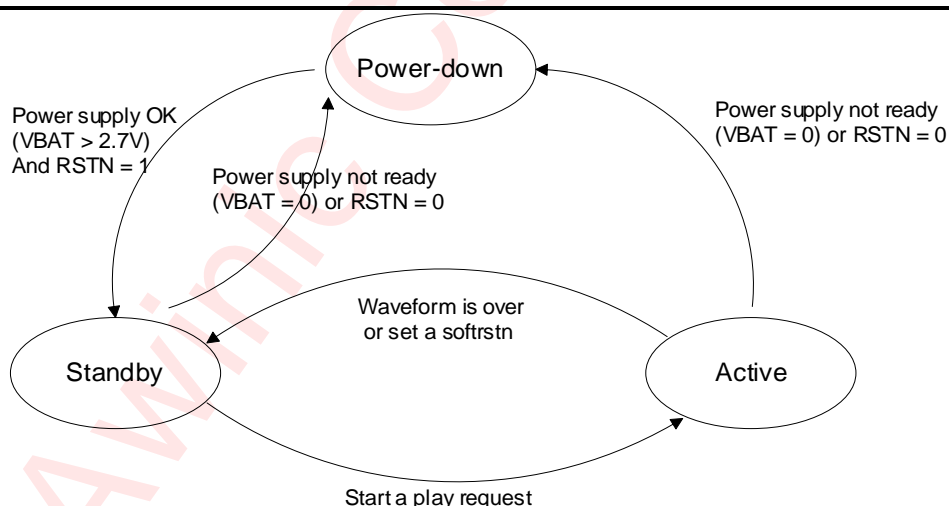 Power-down
Power supply OK
(VBAT > 2.7V)
And RSTN = 1
Power supply not ready
(VBAT = 0) or RSTN = 0
Power supply not ready
(VBAT = 0) or RSTN = 0
Waveform is over
or set a softrstn
Standby
Active
Start a play request
Awinic